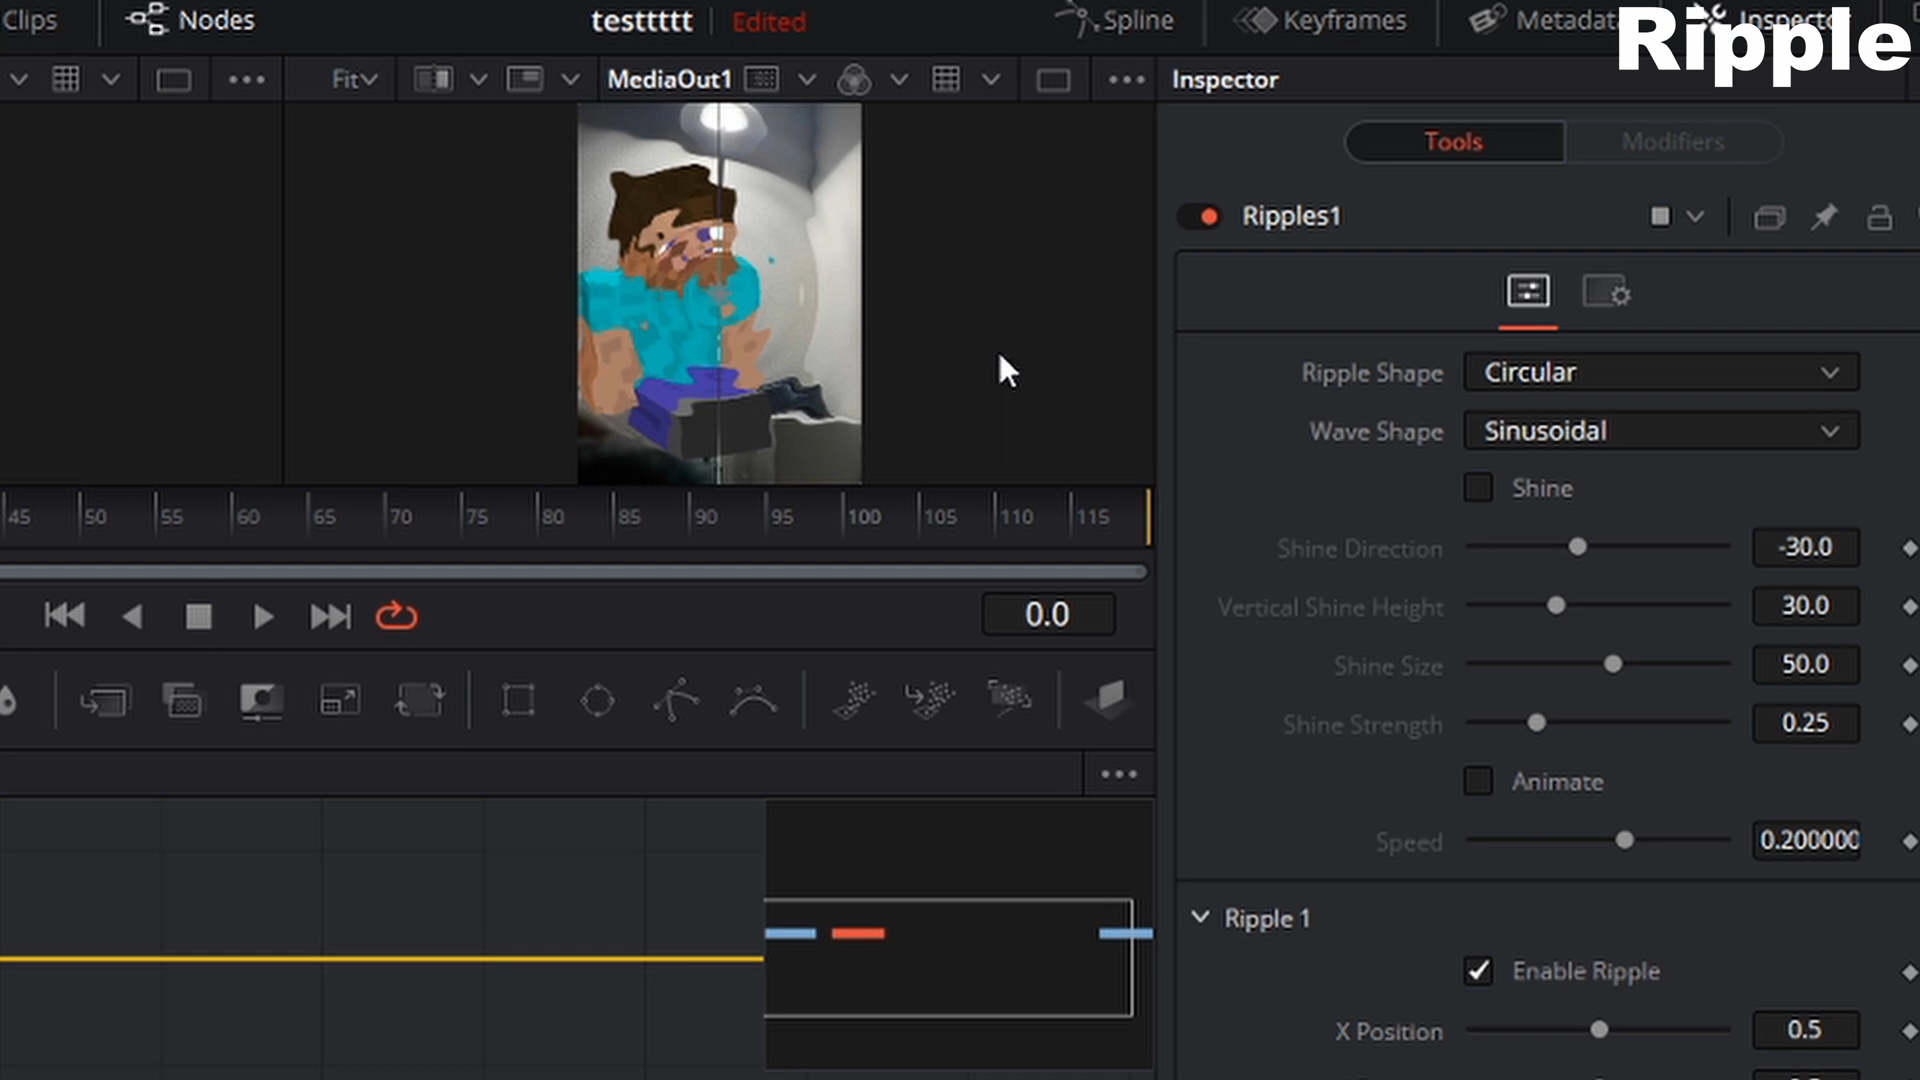 Clips
Nodes
testtttt
Edited
Spline
Keyframes
Metadata
Inspector
Ripple
Fit
MediaOut1
Inspector
Tools
Modifiers
Ripples1
Ripple Shape
Circular
Wave Shape
Sinusoidal
Shine
Shine Direction
-30.0
Vertical Shine Height
30.0
Shine Size
50.0
Shine Strength
0.25
Animate
Speed
0.200000
Ripple 1
Enable Ripple
X Position
0.5
45 50 55 60 65 70 75 80 85 90 95 100 105 110 115
0.0